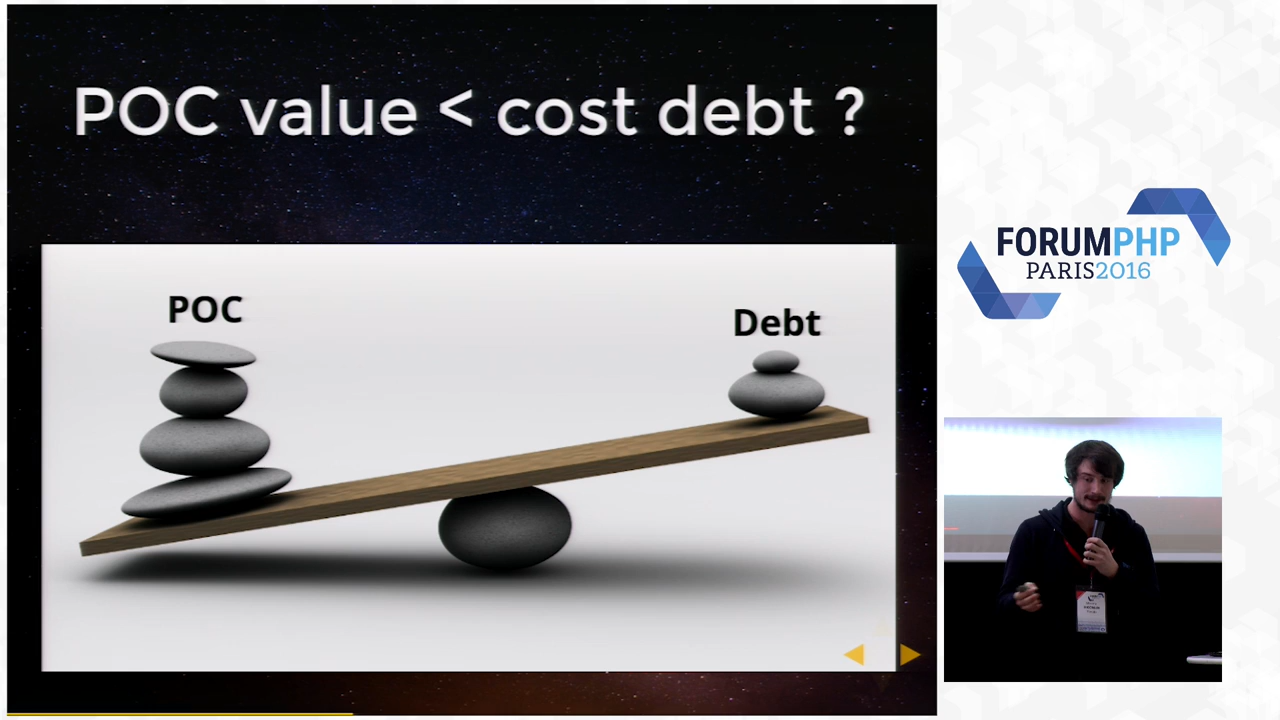 POC value < cost debt ?
POC
Debt
FORUMPHP
PARIS2016